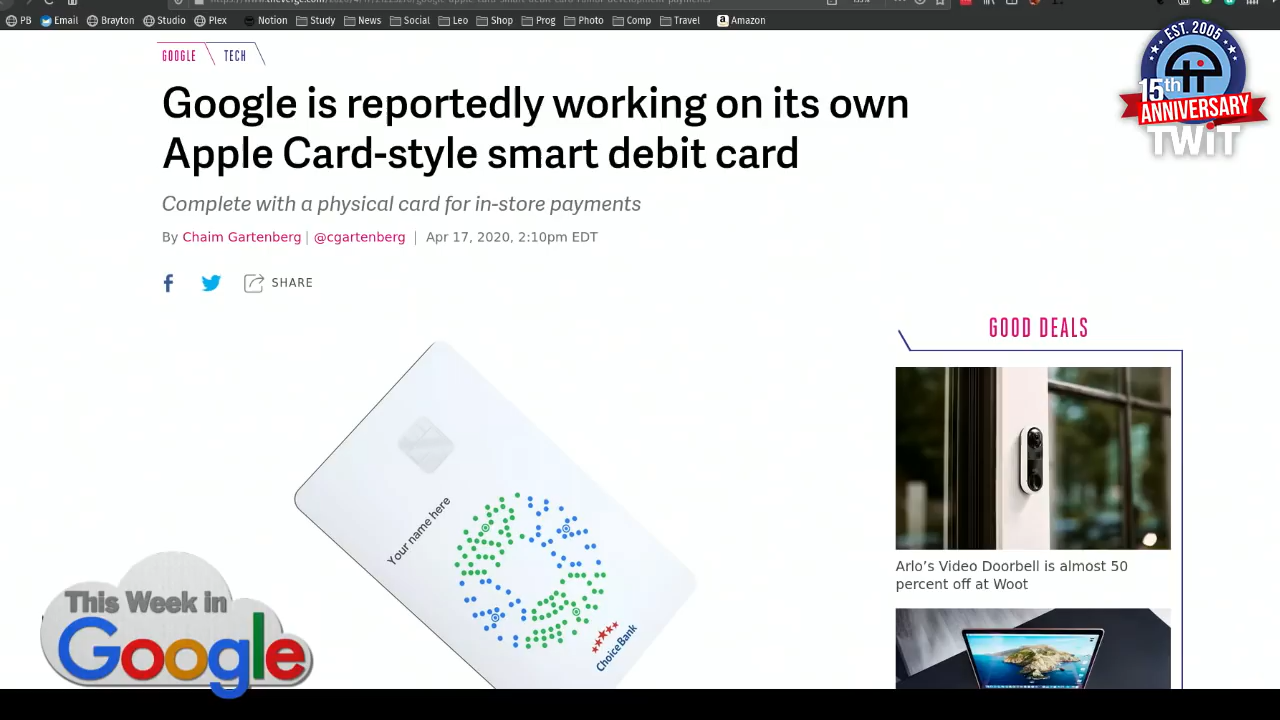 PB Email Brayton Studio Plex Notion Study News Social Leo Shop Prog Photo Comp Travel Amazon
GOOGLE TECH
Google is reportedly working on its own
Apple Card-style smart debit card
Complete with a physical card for in-store payments
By Chaim Gartenberg | @cgartenberg | Apr 17, 2020, 2:10pm EDT
SHARE
EST. 2005
15th
ANNIVERSARY
TWiT
GOOD DEALS
Your name here
ChoiceBank
Arlo's Video Doorbell is almost 50
percent off at Woot
This Week in
Google